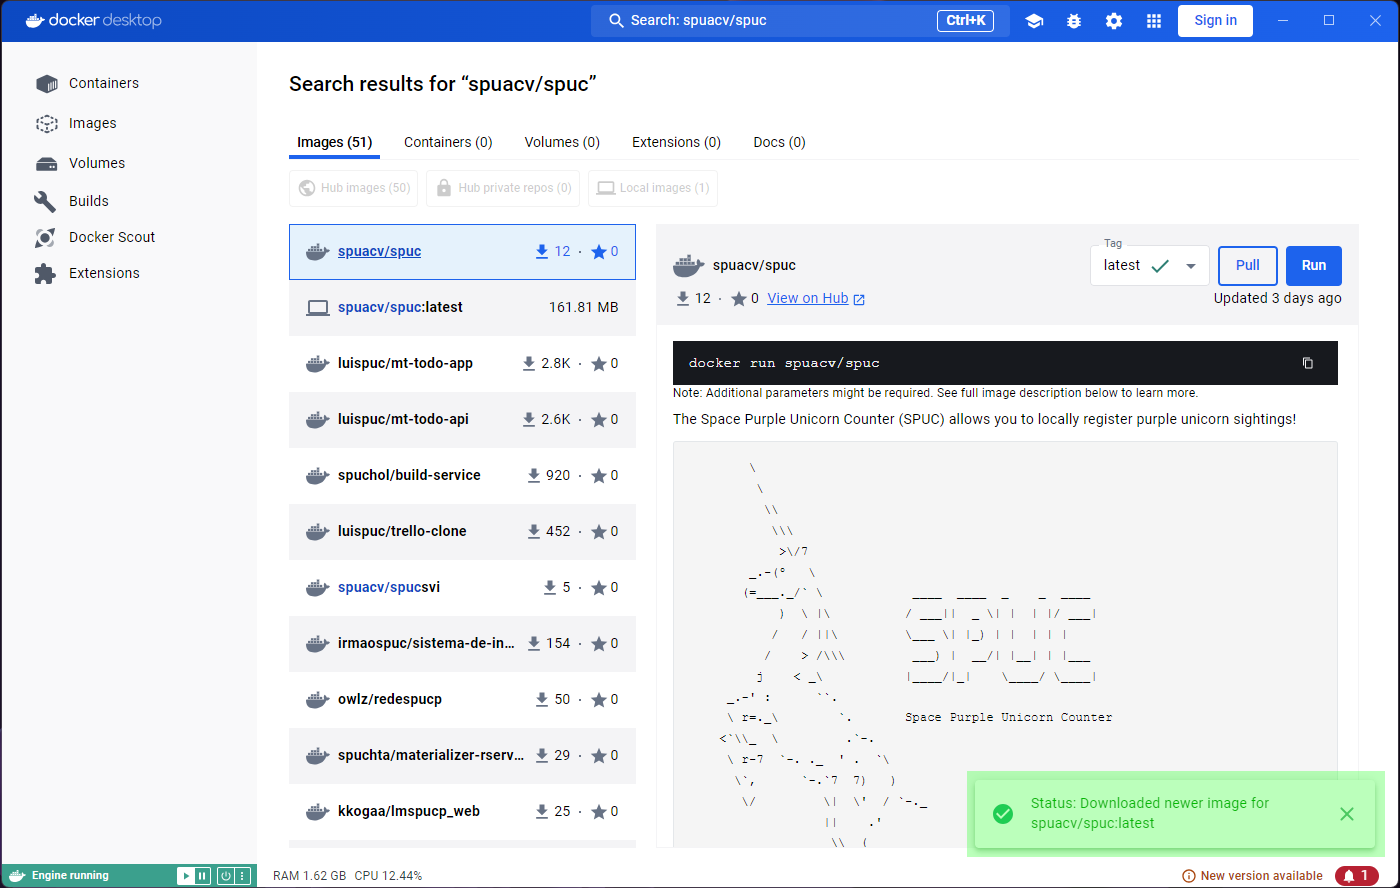 docker desktop
Search: spuacv/spuc
Ctrl+K
Sign in
Containers
Images
Volumes
Builds
Docker Scout
Extensions
Search results for “spuacv/spuc”
Images (51)
Containers (0)
Volumes (0)
Extensions (0)
Docs (0)
Hub images (50)
Hub private repos (0)
Local images (1)
spuacv/spuc 12 · 0
spuacv/spuc:latest 161.81 MB
luispuc/mt-todo-app 2.8K · 0
luispuc/mt-todo-api 2.6K · 0
spuchol/build-service 920 · 0
luispuc/trello-clone 452 · 0
spuacv/spucsvi 5 · 0
irmaospuc/sistema-de-in... 154 · 0
owlz/redespucp 50 · 0
spuchta/materializer-rserv... 29 · 0
kkogaa/lmspucp_web 25 · 0
spuacv/spuc
12 · 0 View on Hub
Tag
latest
Pull
Run
Updated 3 days ago
docker run spuacv/spuc
Note: Additional parameters might be required. See full image description below to learn more.
The Space Purple Unicorn Counter (SPUC) allows you to locally register purple unicorn sightings!
SPUC
Space Purple Unicorn Counter
Status: Downloaded newer image for
spuacv/spuc:latest
Engine running
RAM 1.62 GB CPU 12.44%
New version available
1